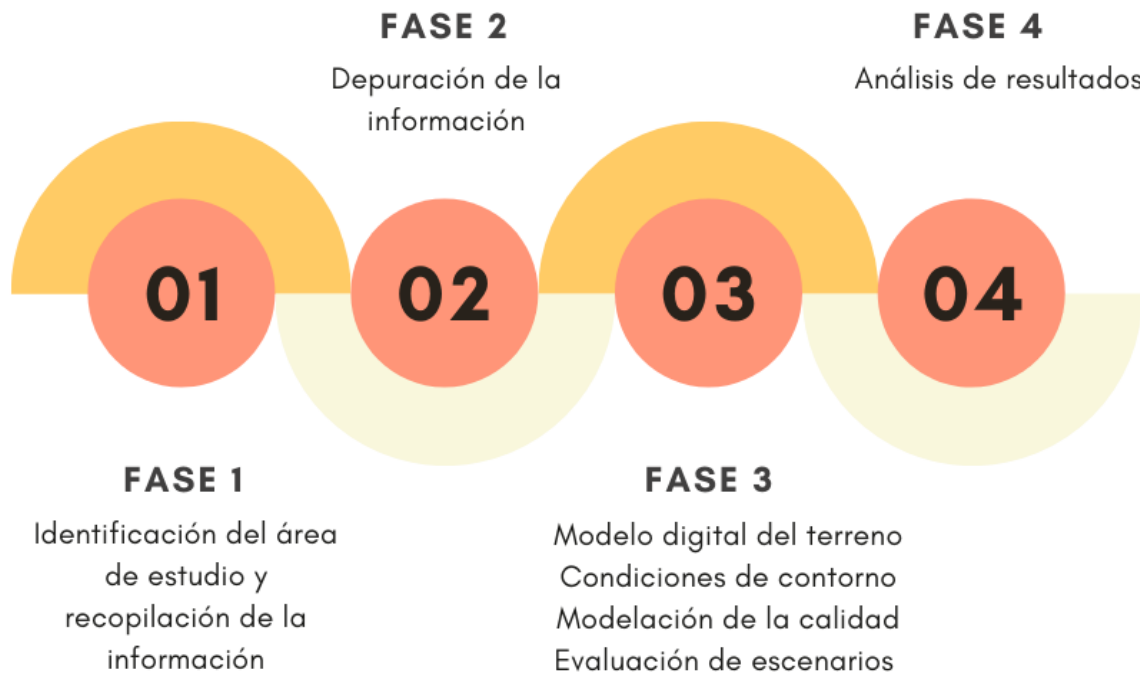 FASE 2
Depuración de la
información
FASE 4
Análisis de resultados
01
02
03
04
FASE 1
Identificación del área
de estudio y
recopilación de la
información
FASE 3
Modelo digital del terreno
Condiciones de contorno
Modelación de la calidad
Evaluación de escenarios